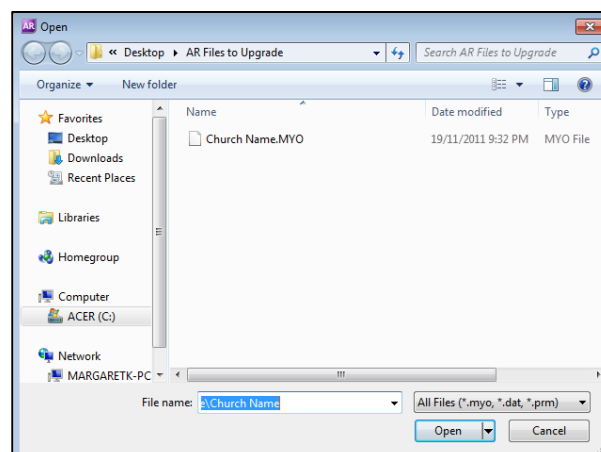 AR Open
« Desktop ▸ AR Files to Upgrade
Search AR Files to Upgrade
Organize
New folder
Favorites
Desktop
Downloads
Recent Places
Libraries
Homegroup
Computer
ACER (C:)
Network
MARGARETK-PC
Name
Date modified
Type
Church Name.MYO
19/11/2011 9:32 PM
MYO File
File name:
e\Church Name
All Files (*.myo, *.dat, *.prm)
Open
Cancel